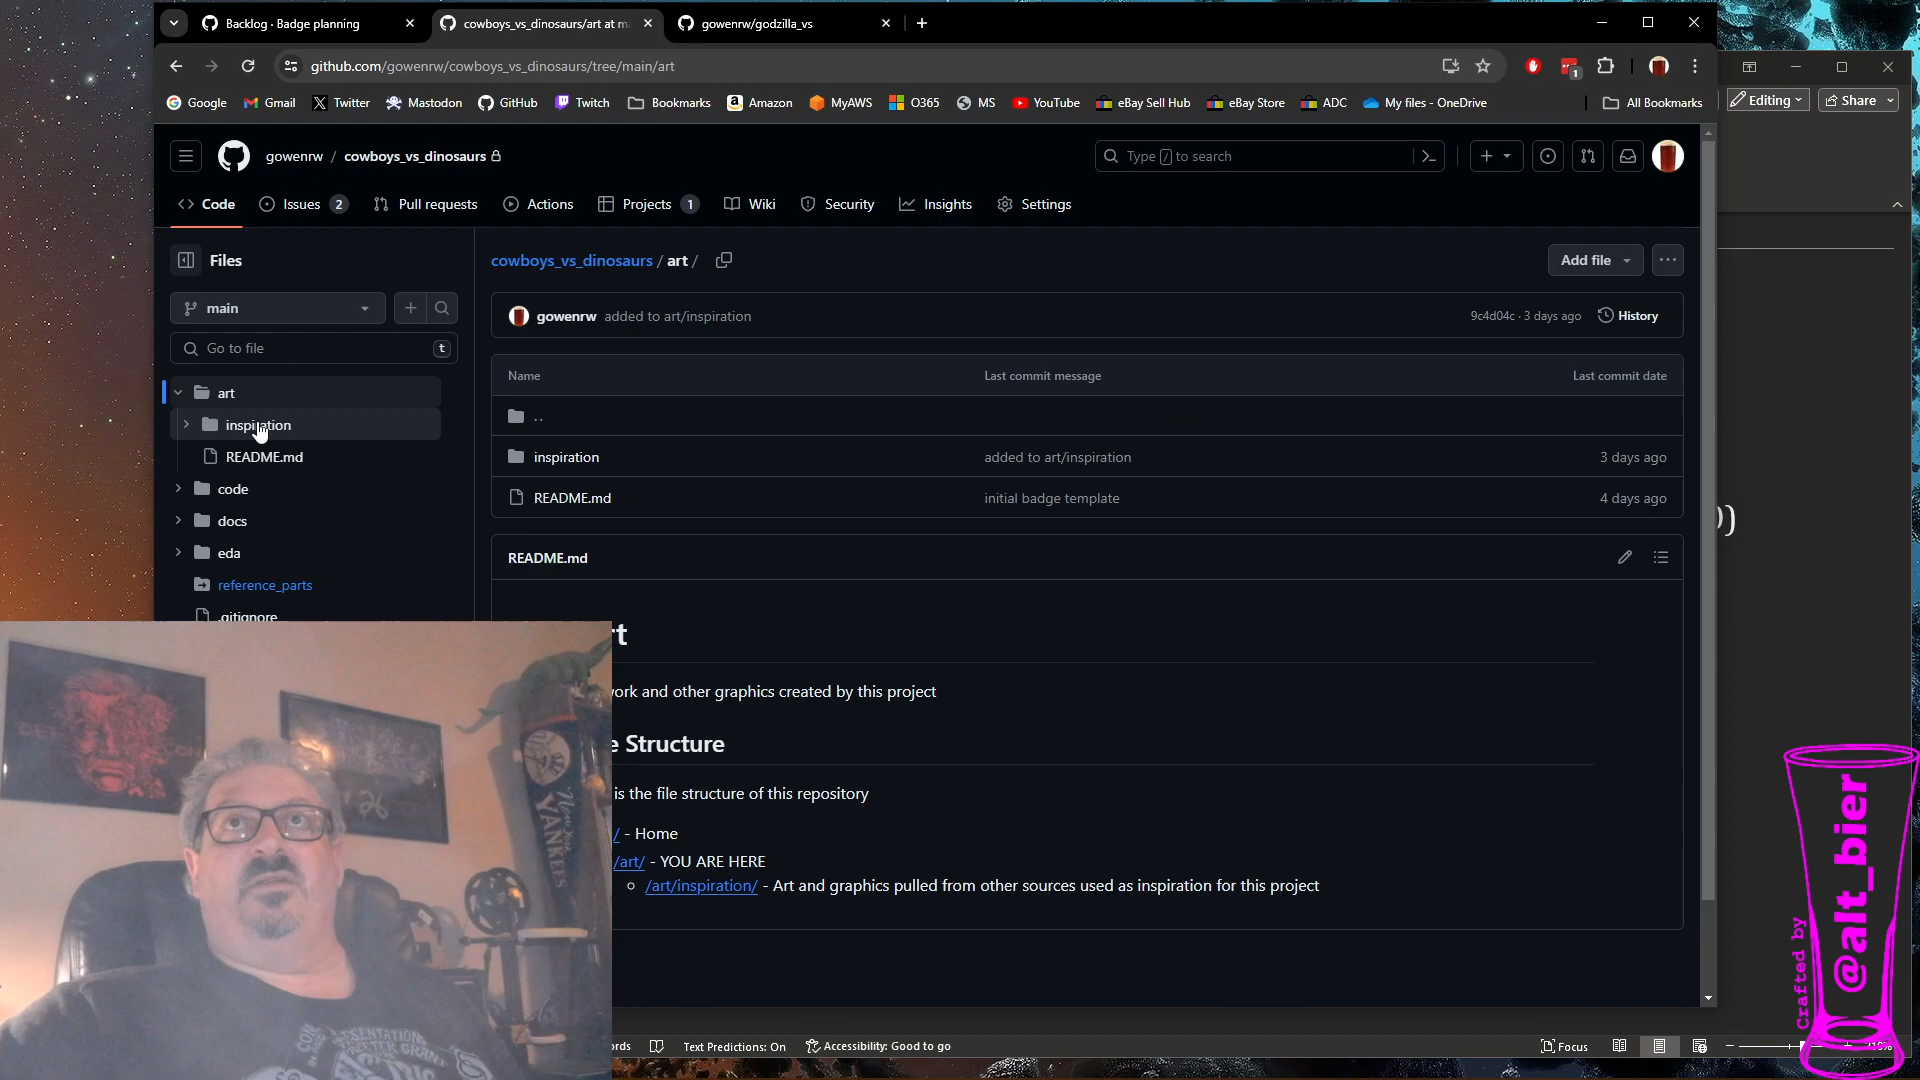 Backlog · Badge planning
cowboys_vs_dinosaurs/art at m
gowenrw/godzilla_vs
github.com/gowenrw/cowboys_vs_dinosaurs/tree/main/art
1
Google
Gmail
Twitter
Mastodon
GitHub
Twitch
Bookmarks
Amazon
MyAWS
O365
MS
YouTube
eBay Sell Hub
eBay Store
ADC
My files - OneDrive
All Bookmarks
Editing
Share
gowenrw / cowboys_vs_dinosaurs
Type / to search
Code
Issues 2
Pull requests
Actions
Projects 1
Wiki
Security
Insights
Settings
Files
cowboys_vs_dinosaurs / art /
Add file
main
gowenrw added to art/inspiration
9c4d04c · 3 days ago
History
Go to file
t
Name
Last commit message
Last commit date
art
..
inspiration
inspiration
added to art/inspiration
3 days ago
README.md
README.md
initial badge template
4 days ago
code
docs
eda
reference_parts
.gitignore
README.md
rt
ork and other graphics created by this project
e Structure
is the file structure of this repository
/ - Home
/art/ - YOU ARE HERE
/art/inspiration/ - Art and graphics pulled from other sources used as inspiration for this project
New York
YANKEES
Crafted by
@alt_bier
rds
Text Predictions: On
Accessibility: Good to go
Focus